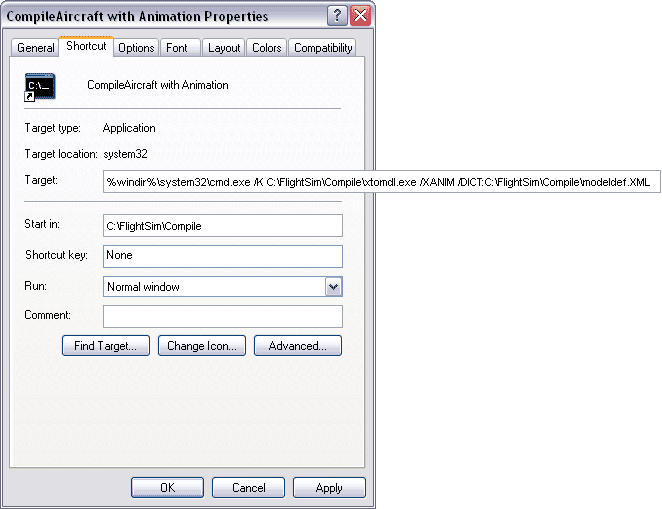 CompileAircraft with Animation Properties
General Shortcut Options Font Layout Colors Compatibility
C:\_
CompileAircraft with Animation
Target type: Application
Target location: system32
Target: %windir%\system32\cmd.exe /K C:\FlightSim\Compile\xtomdl.exe /XANIM /DICT:C:\FlightSim\Compile\modeldef.XML
Start in: C:\FlightSim\Compile
Shortcut key: None
Run: Normal window
Comment:
Find Target... Change Icon... Advanced...
OK Cancel Apply